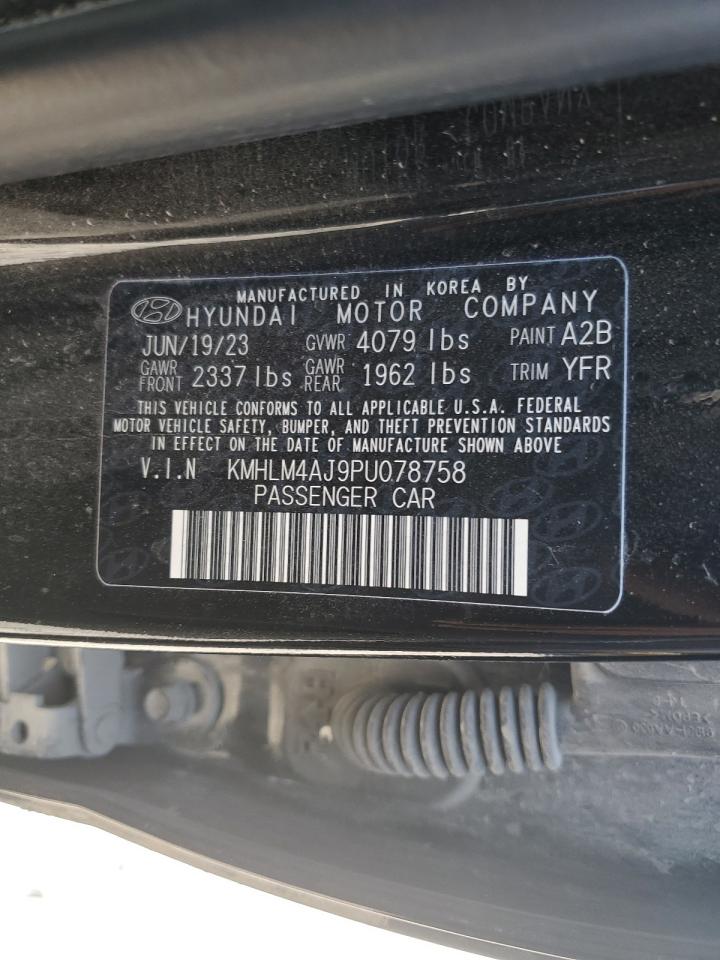 MANUFACTURED IN KOREA BY
HYUNDAI MOTOR COMPANY
JUN/19/23 GVWR 4079 lbs PAINT A2B
GAWR FRONT 2337 lbs GAWR REAR 1962 lbs TRIM YFR
THIS VEHICLE CONFORMS TO ALL APPLICABLE U.S.A. FEDERAL
MOTOR VEHICLE SAFETY, BUMPER, AND THEFT PREVENTION STANDARDS
IN EFFECT ON THE DATE OF MANUFACTURE SHOWN ABOVE
V.I.N KMHLM4AJ9PU078758
PASSENGER CAR